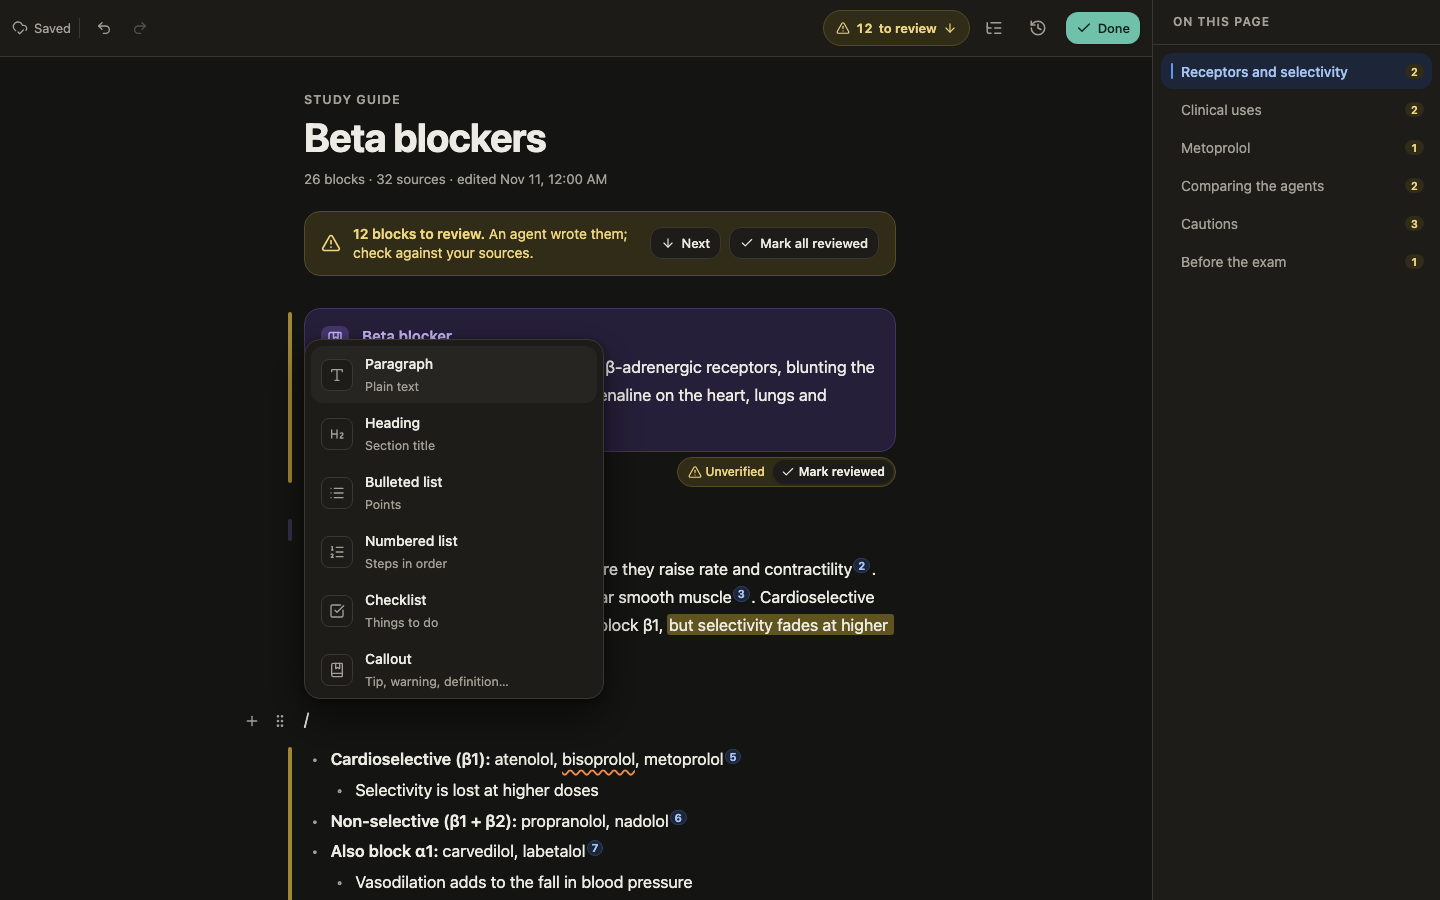 Saved
12 to review
Done
ON THIS PAGE
Receptors and selectivity 2
Clinical uses 2
Metoprolol 1
Comparing the agents 2
Cautions 3
Before the exam 1
STUDY GUIDE
Beta blockers
26 blocks · 32 sources · edited Nov 11, 12:00 AM
12 blocks to review. An agent wrote them;
check against your sources.
Next
Mark all reviewed
Beta blocker
β-adrenergic receptors, blunting the
enaline on the heart, lungs and
Unverified
Mark reviewed
re they raise rate and contractility 2 .
ar smooth muscle 3 . Cardioselective
block β1, but selectivity fades at higher
Paragraph
Plain text
H2
Heading
Section title
Bulleted list
Points
Numbered list
Steps in order
Checklist
Things to do
Callout
Tip, warning, definition...
/
• Cardioselective (β1): atenolol, bisoprolol, metoprolol 5
• Selectivity is lost at higher doses
• Non-selective (β1 + β2): propranolol, nadolol 6
• Also block α1: carvedilol, labetalol 7
• Vasodilation adds to the fall in blood pressure